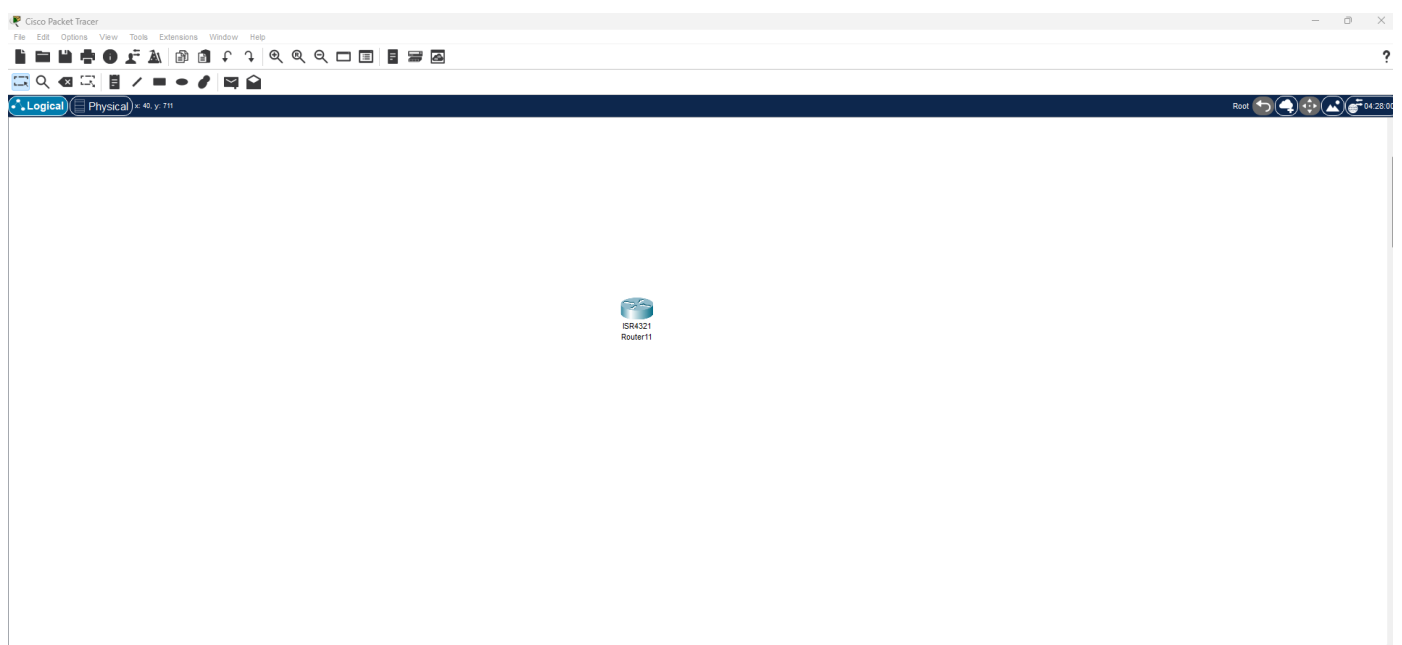 Cisco Packet Tracer
File Edit Options View Tools Extensions Window Help
?
Logical Physical x: 40, y: 711 Root 04:28:00
ISR4321
Router11